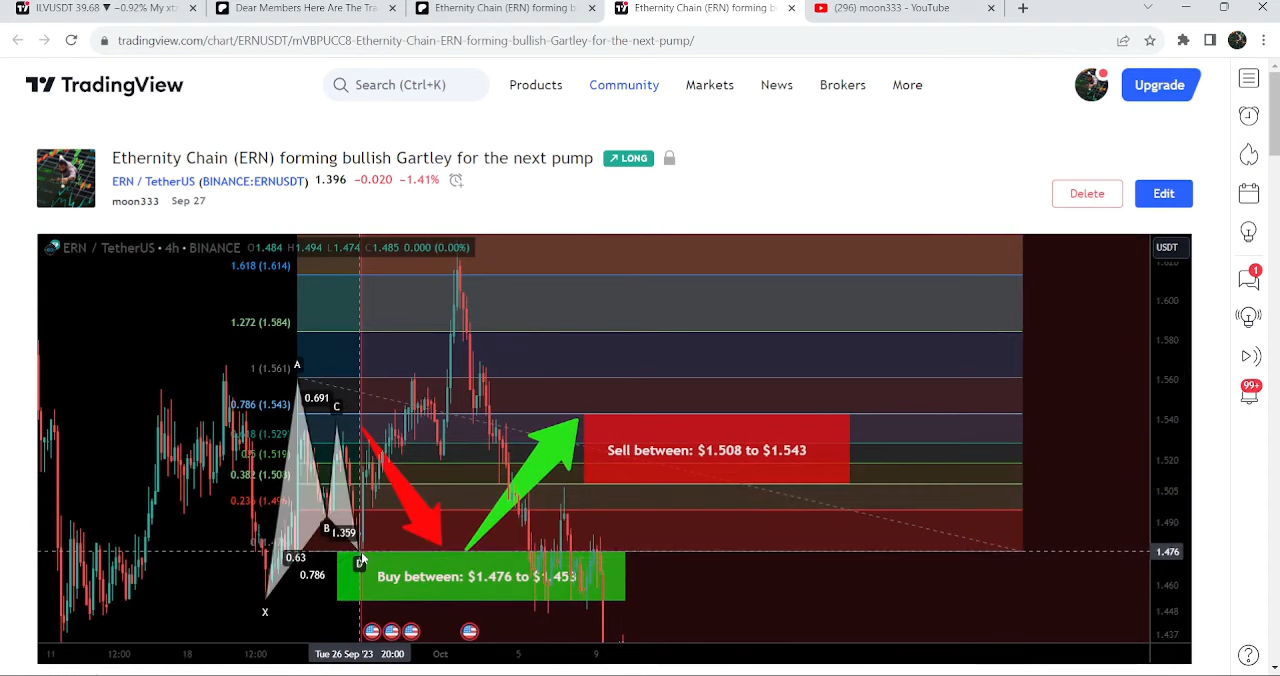 ILVUSDT 39.68 ▼ −0.92% My xt
Dear Members Here Are The Tra
Ethernity Chain (ERN) forming b
Ethernity Chain (ERN) forming b
(296) moon333 - YouTube
tradingview.com/chart/ERNUSDT/mVBPUCC8-Ethernity-Chain-ERN-forming-bullish-Gartley-for-the-next-pump/
TradingView
Search (Ctrl+K)
Products
Community
Markets
News
Brokers
More
Upgrade
Ethernity Chain (ERN) forming bullish Gartley for the next pump
LONG
ERN / TetherUS (BINANCE:ERNUSDT) 1.396 −0.020 −1.41%
moon333 Sep 27
Delete
Edit
ERN / TetherUS • 4h • BINANCE O1.484 H1.494 L1.474 C1.485 0.000 (0.00%)
USDT
1.618 (1.614)
1.600
1.272 (1.584)
1.580
1 (1.561)
A
1.560
0.691
C
0.786 (1.543)
1.540
0.618 (1.529)
0.5 (1.519)
1.520
Sell between: $1.508 to $1.543
0.382 (1.503)
1.505
1.490
B
1.359
1.476
0.63
D
0.786
Buy between: $1.476 to $1.453
1.460
X
1.448
1.437
11
12:00
18
12:00
Tue 26 Sep '23 20:00
Oct
5
9
1
99+